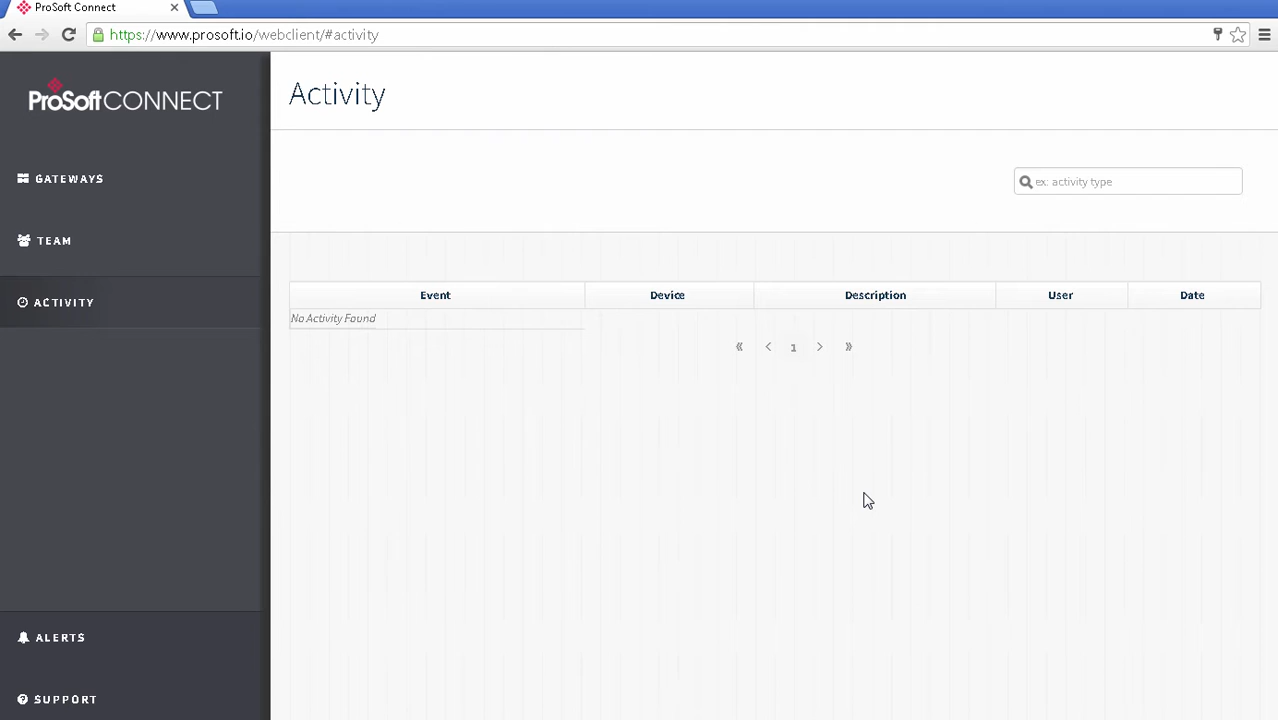 ProSoft Connect
https://www.prosoft.io/webclient/#activity
ProSoft CONNECT
Activity
GATEWAYS
ex: activity type
TEAM
ACTIVITY
Event Device Description User Date
No Activity Found
« < 1 > »
ALERTS
SUPPORT